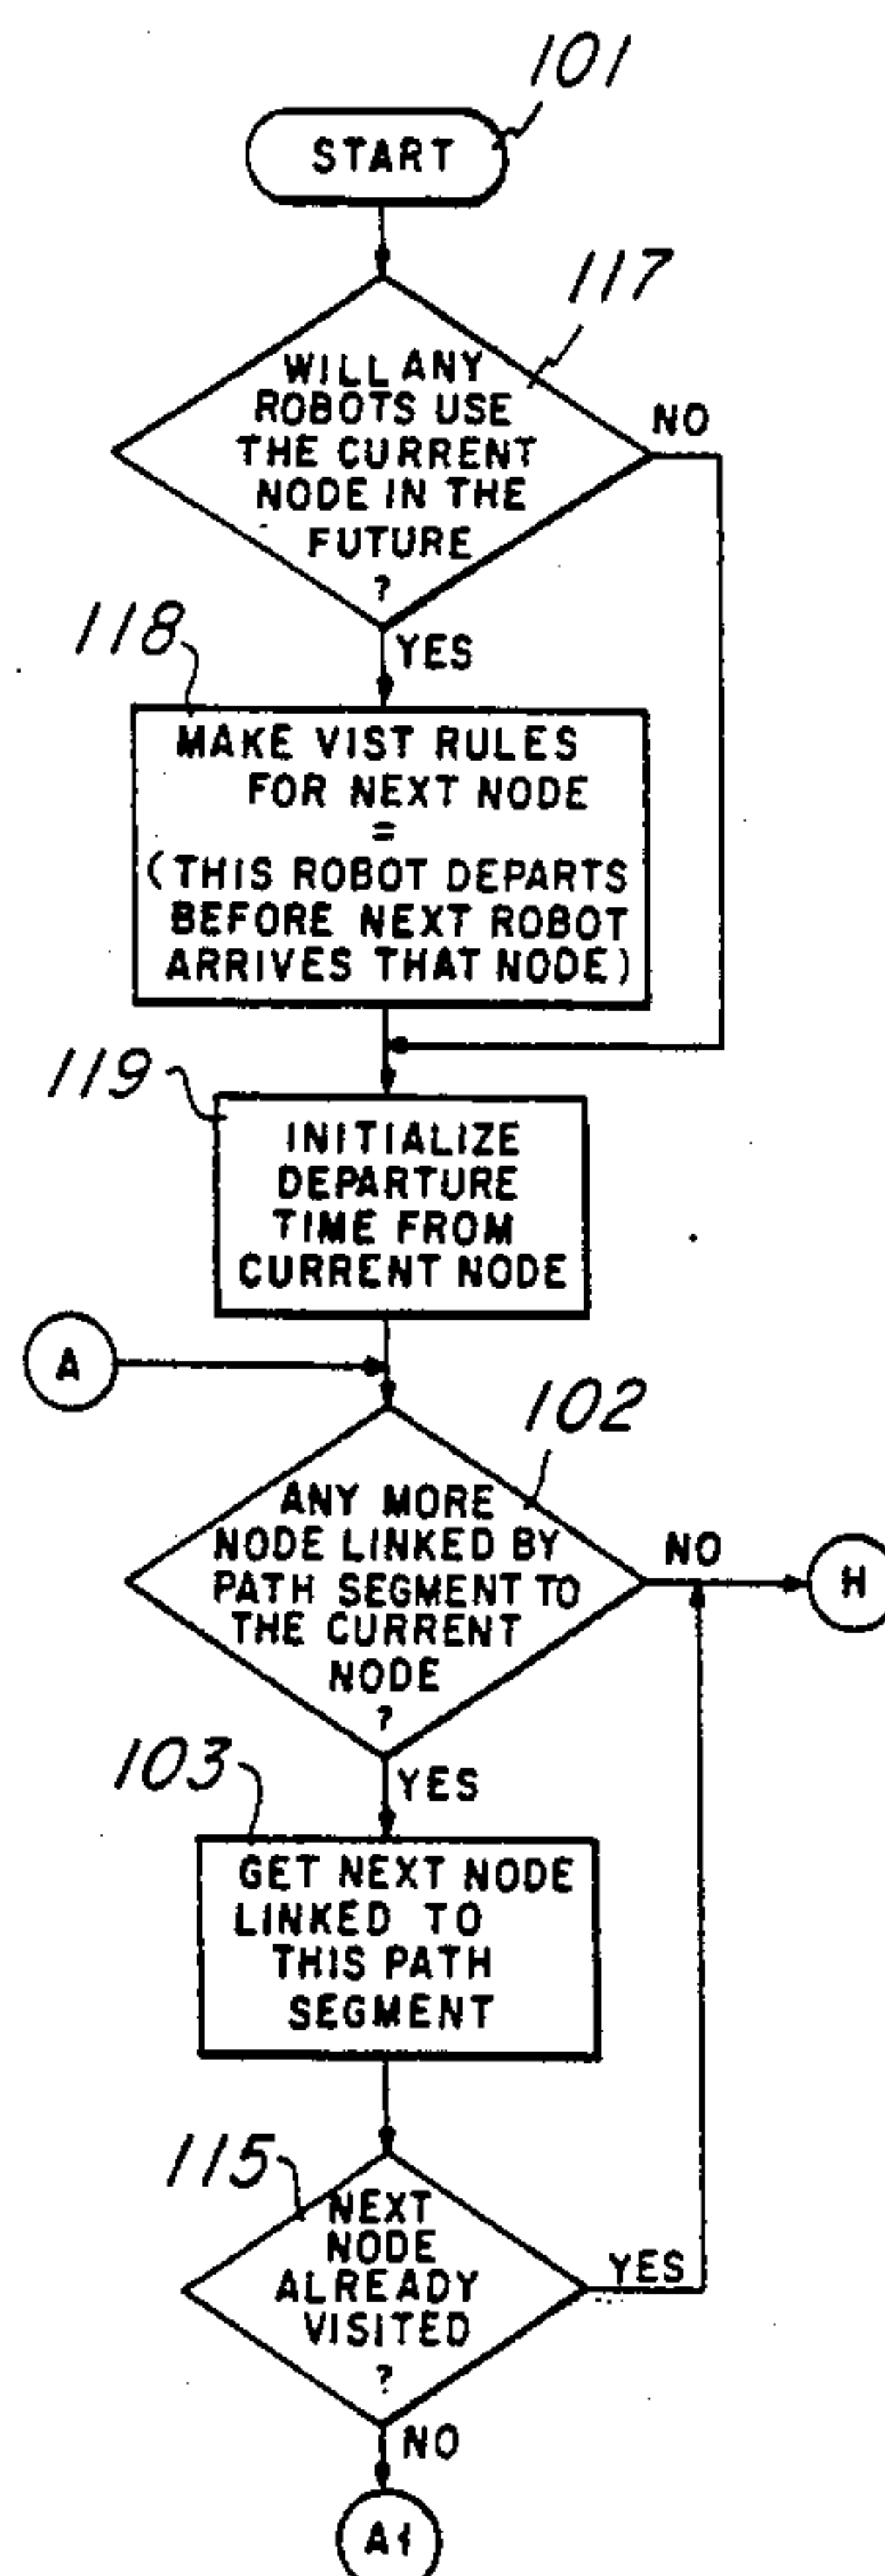 101
START
117
WILL ANY
ROBOTS USE
THE CURRENT
NODE IN THE
FUTURE
?
NO
YES
118
MAKE VIST RULES
FOR NEXT NODE
=
(THIS ROBOT DEPARTS
BEFORE NEXT ROBOT
ARRIVES THAT NODE)
119
INITIALIZE
DEPARTURE
TIME FROM
CURRENT NODE
A
102
ANY MORE
NODE LINKED BY
PATH SEGMENT TO
THE CURRENT
NODE
?
NO
H
YES
103
GET NEXT NODE
LINKED TO
THIS PATH
SEGMENT
115
NEXT
NODE
ALREADY
VISITED
?
YES
NO
A1